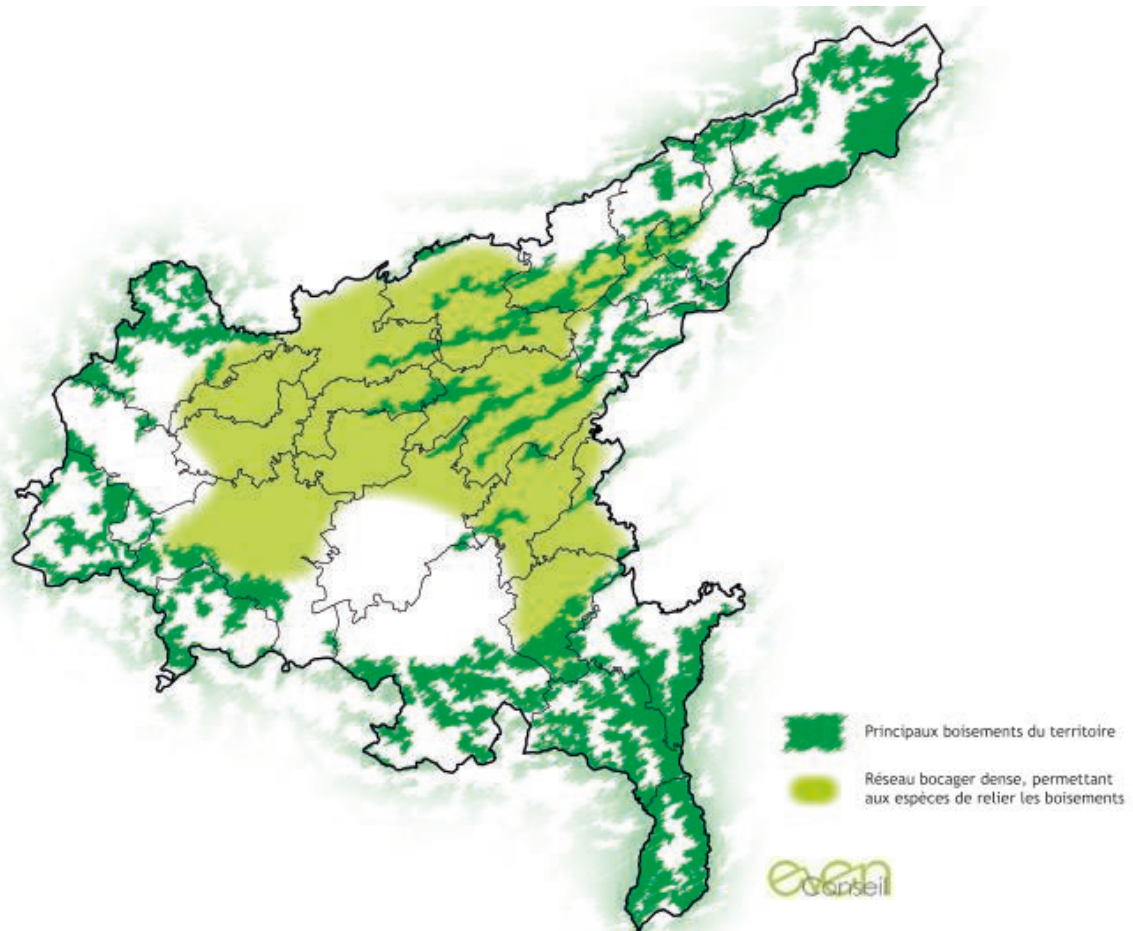 Principaux boisements du territoire
Réseau bocager dense, permettant
aux espèces de relier les boisements
even
Conseil